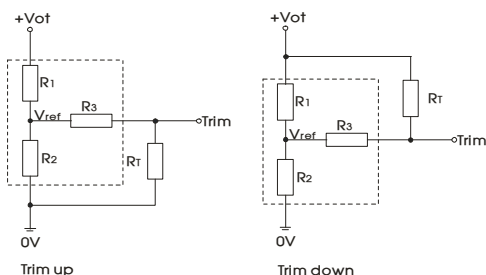 +Vot
R1
Vref
R3
Trim
R2
RT
0V
Trim up
+Vot
R1
RT
Vref
R3
Trim
R2
0V
Trim down